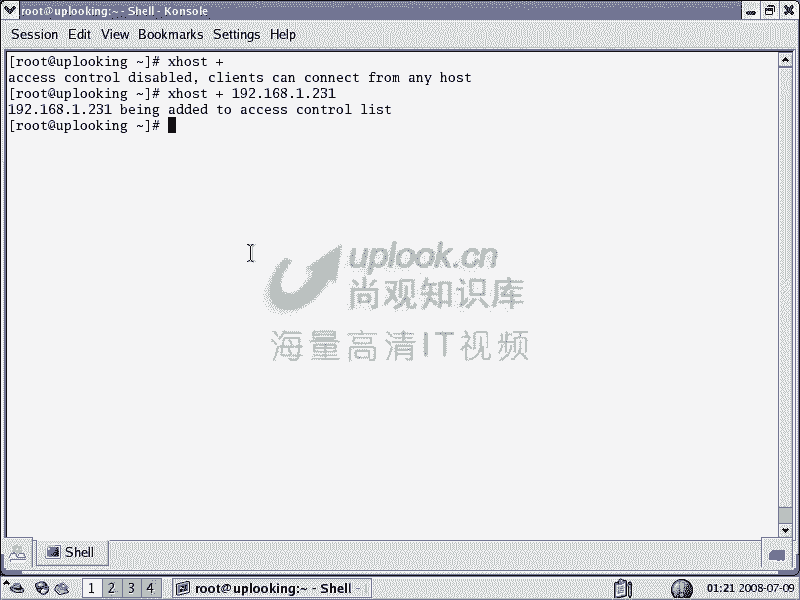 root@uplooking:~ - Shell - Konsole
Session Edit View Bookmarks Settings Help
[root@uplooking ~]# xhost +
access control disabled, clients can connect from any host
[root@uplooking ~]# xhost + 192.168.1.231
192.168.1.231 being added to access control list
[root@uplooking ~]#
uplook.cn
尚观知识库
海量高清IT视频
Shell
1 2 3 4 root@uplooking:~ - Shell - 01:21 2008-07-09